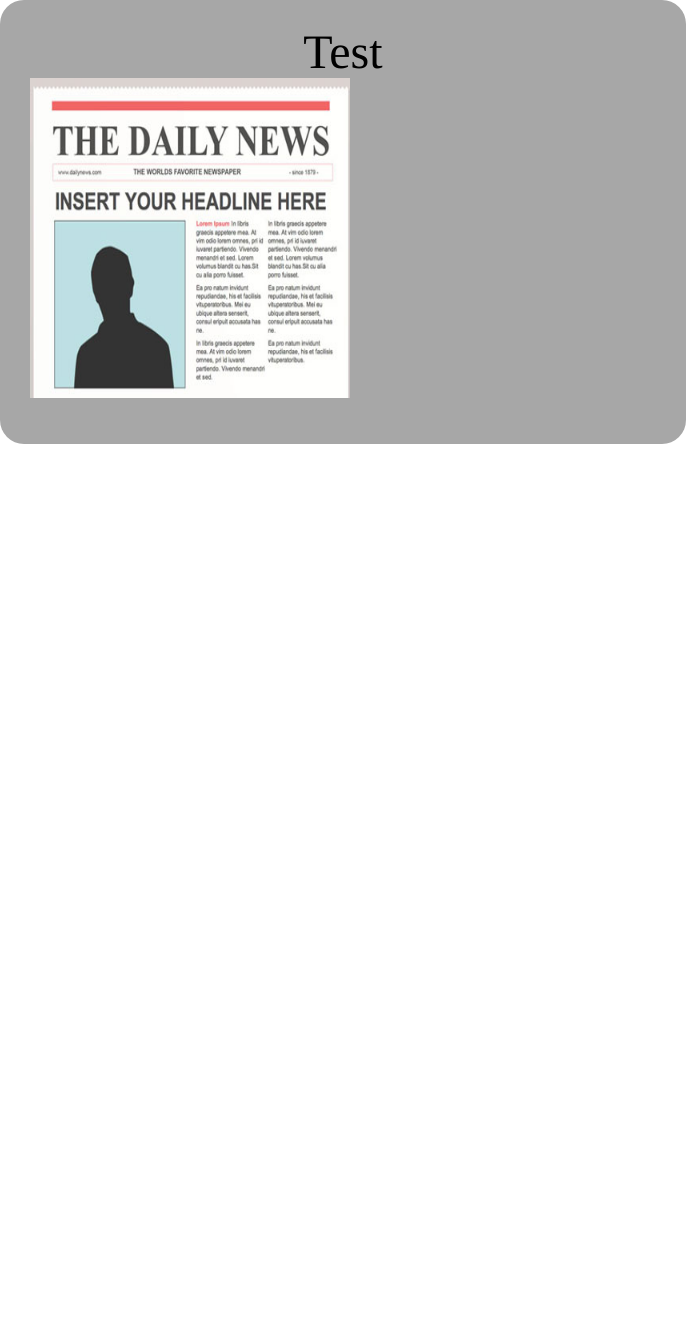 Test
THE DAILY NEWS
www.dailynews.com THE WORLDS FAVORITE NEWSPAPER - since 1879 -
INSERT YOUR HEADLINE HERE
Lorem Ipsum In libris
graecis appetere mea. At
vim odio lorem omnes, pri id
iuvaret partiendo. Vivendo
menandri et sed. Lorem
volumus blandit cu has.Sit
cu alia porro fuisset.
Ea pro natum invidunt
repudiandae, his et facilisis
vituperatoribus. Mei eu
ubique altera senserit,
consul eripuit accusata has
ne.
In libris graecis appetere
mea. At vim odio lorem
omnes, pri id iuvaret
partiendo. Vivendo menandri
et sed.
In libris graecis appetere
mea. At vim odio lorem
omnes, pri id iuvaret
partiendo. Vivendo menandri
et sed. Lorem volumus
blandit cu has.Sit cu alia
porro fuisset.
Ea pro natum invidunt
repudiandae, his et facilisis
vituperatoribus. Mei eu
ubique altera senserit,
consul eripuit accusata has
ne.
Ea pro natum invidunt
repudiandae, his et facilisis
vituperatoribus.